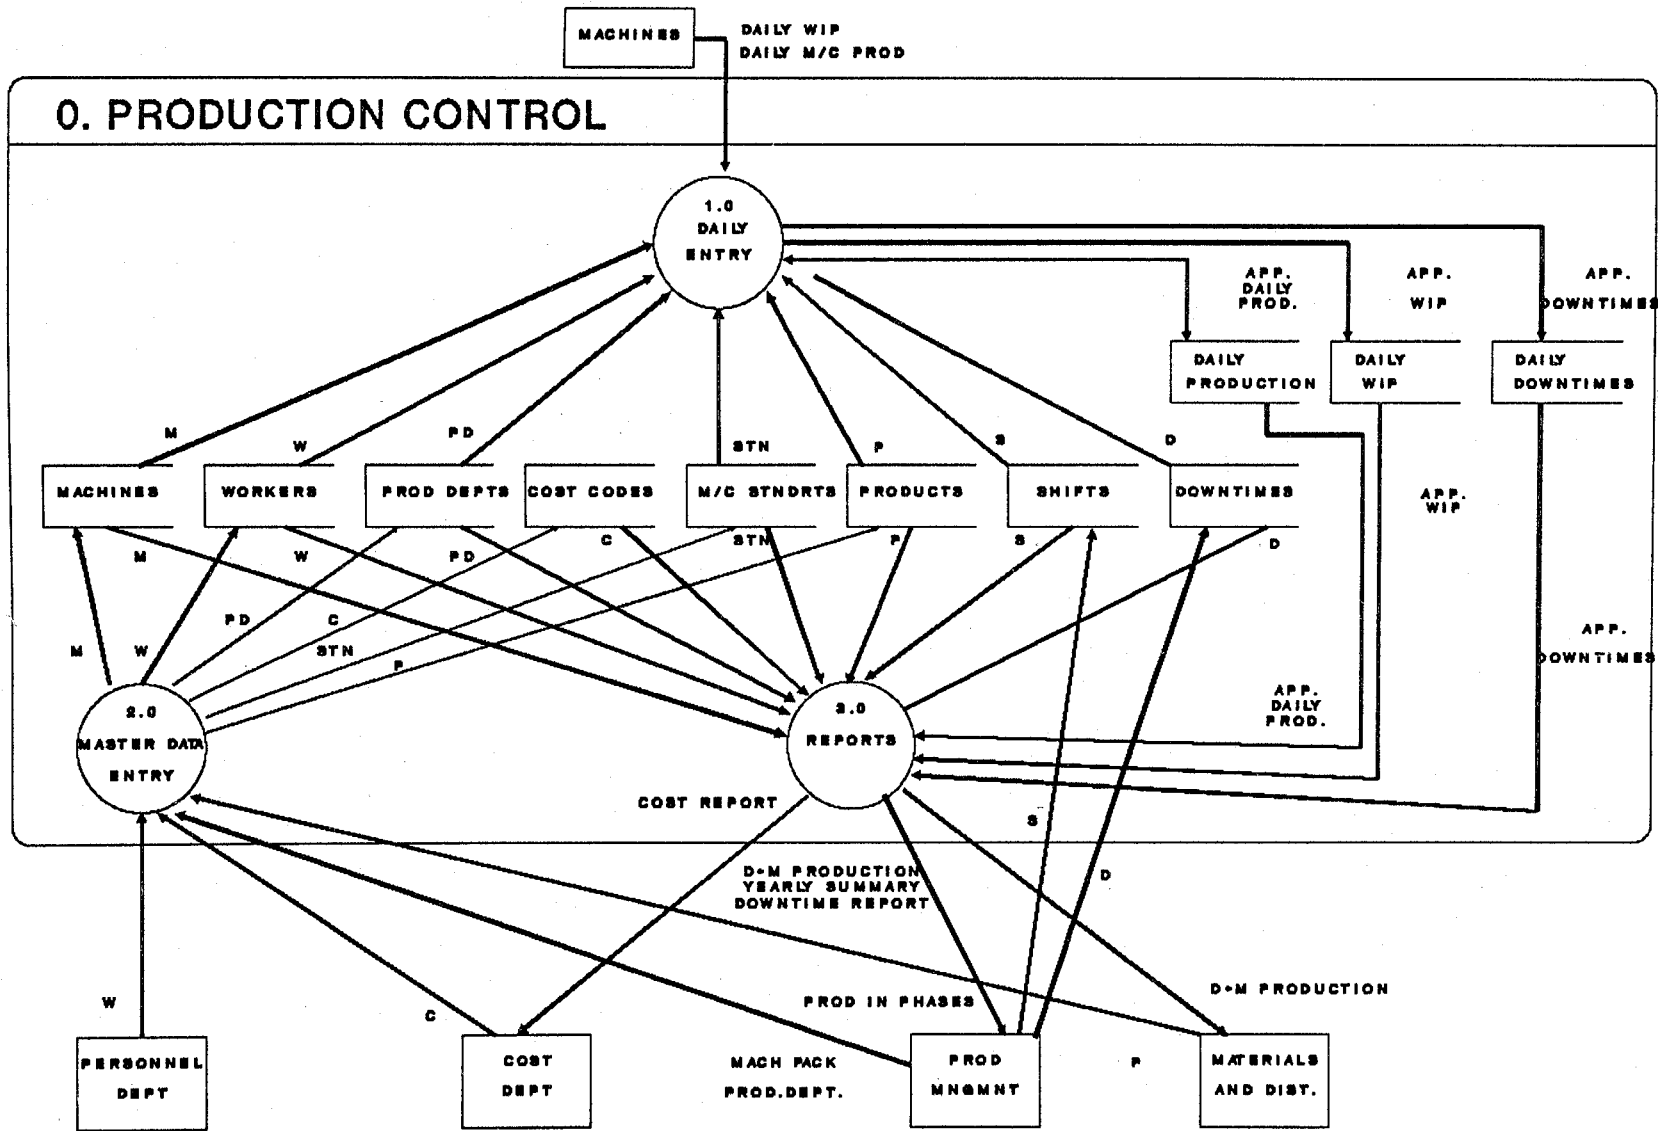 MACHINES
DAILY WIP
DAILY M/C PROD
0. PRODUCTION CONTROL
1.0
DAILY
ENTRY
APP.
DAILY
PROD.
APP.
WIP
APP.
DOWNTIMES
DAILY
PRODUCTION
DAILY
WIP
DAILY
DOWNTIMES
M
W
PD
STN
P
S
D
MACHINES
WORKERS
PROD DEPTS
COST CODES
M/C STNDRTS
PRODUCTS
SHIFTS
DOWNTIMES
APP.
WIP
M
W
PD
C
STN
P
S
D
M
W
PD
C
STN
P
APP.
DOWNTIMES
2.0
MASTER DATA
ENTRY
3.0
REPORTS
APP.
DAILY
PROD.
COST REPORT
S
D+M PRODUCTION
YEARLY SUMMARY
DOWNTIME REPORT
D
W
C
PROD IN PHASES
D+M PRODUCTION
PERSONNEL
DEPT
COST
DEPT
MACH PACK
PROD.DEPT.
PROD
MNGMNT
P
MATERIALS
AND DIST.